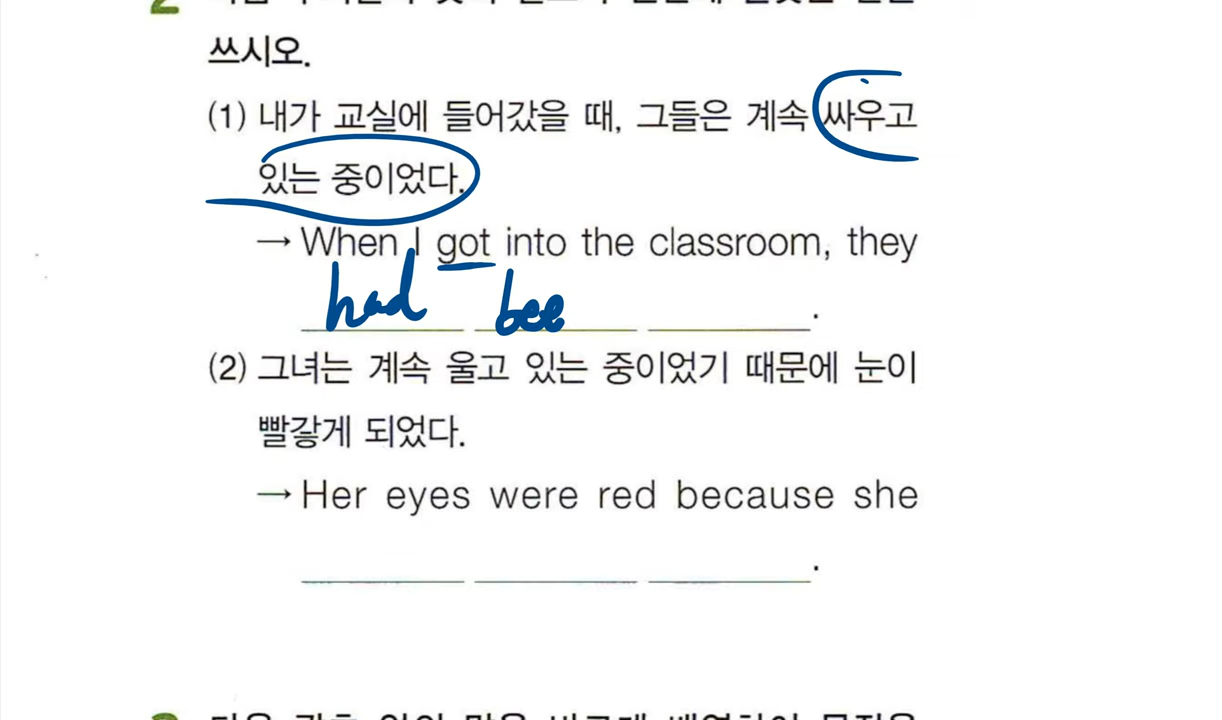 2
쓰시오.
(1) 내가 교실에 들어갔을 때, 그들은 계속 싸우고
있는 중이었다.
→ When I got into the classroom, they
had bee
.
(2) 그녀는 계속 울고 있는 중이었기 때문에 눈이
빨갛게 되었다.
→ Her eyes were red because she
.